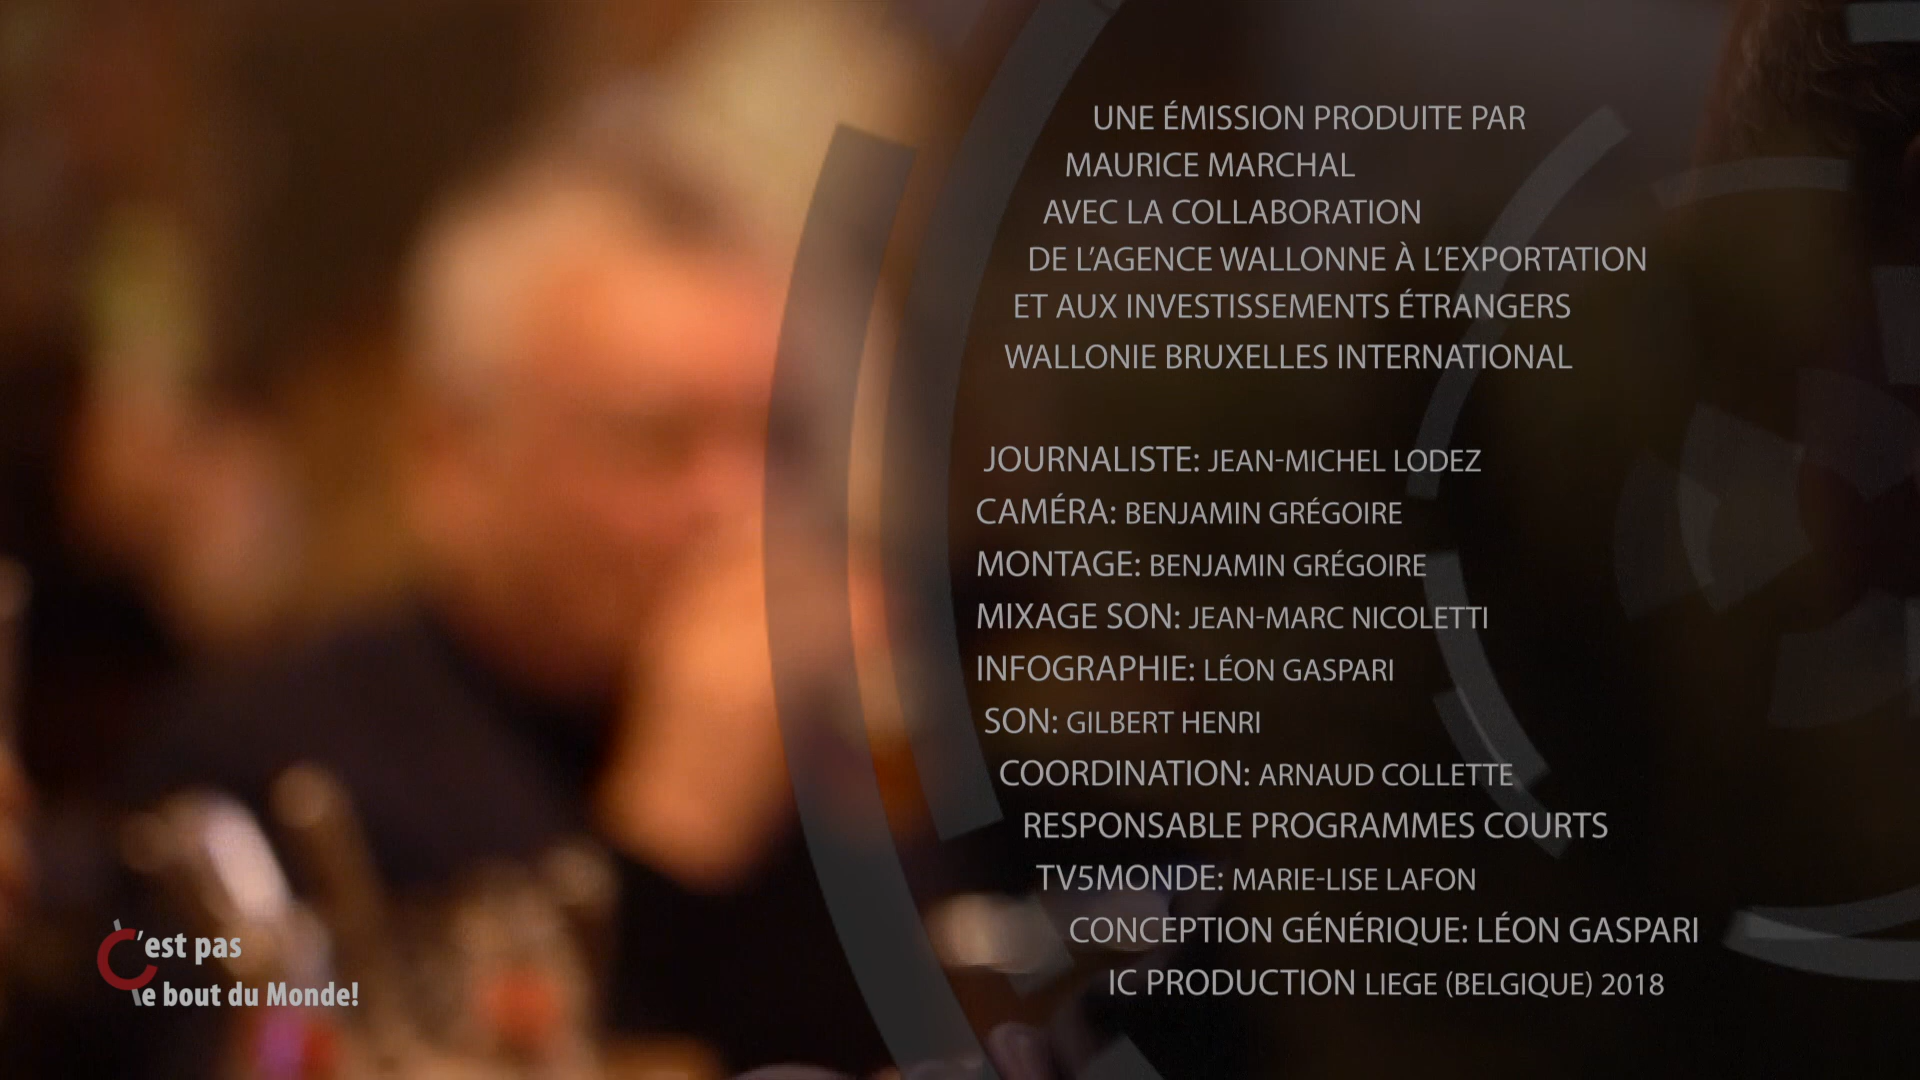 UNE ÉMISSION PRODUITE PAR
MAURICE MARCHAL
AVEC LA COLLABORATION
DE L'AGENCE WALLONNE À L'EXPORTATION
ET AUX INVESTISSEMENTS ÉTRANGERS
WALLONIE BRUXELLES INTERNATIONAL
JOURNALISTE: JEAN-MICHEL LODEZ
CAMÉRA: BENJAMIN GRÉGOIRE
MONTAGE: BENJAMIN GRÉGOIRE
MIXAGE SON: JEAN-MARC NICOLETTI
INFOGRAPHIE: LÉON GASPARI
SON: GILBERT HENRI
COORDINATION: ARNAUD COLLETTE
RESPONSABLE PROGRAMMES COURTS
TV5MONDE: MARIE-LISE LAFON
CONCEPTION GÉNÉRIQUE: LÉON GASPARI
IC PRODUCTION LIEGE (BELGIQUE) 2018
C'est pas
le bout du Monde!